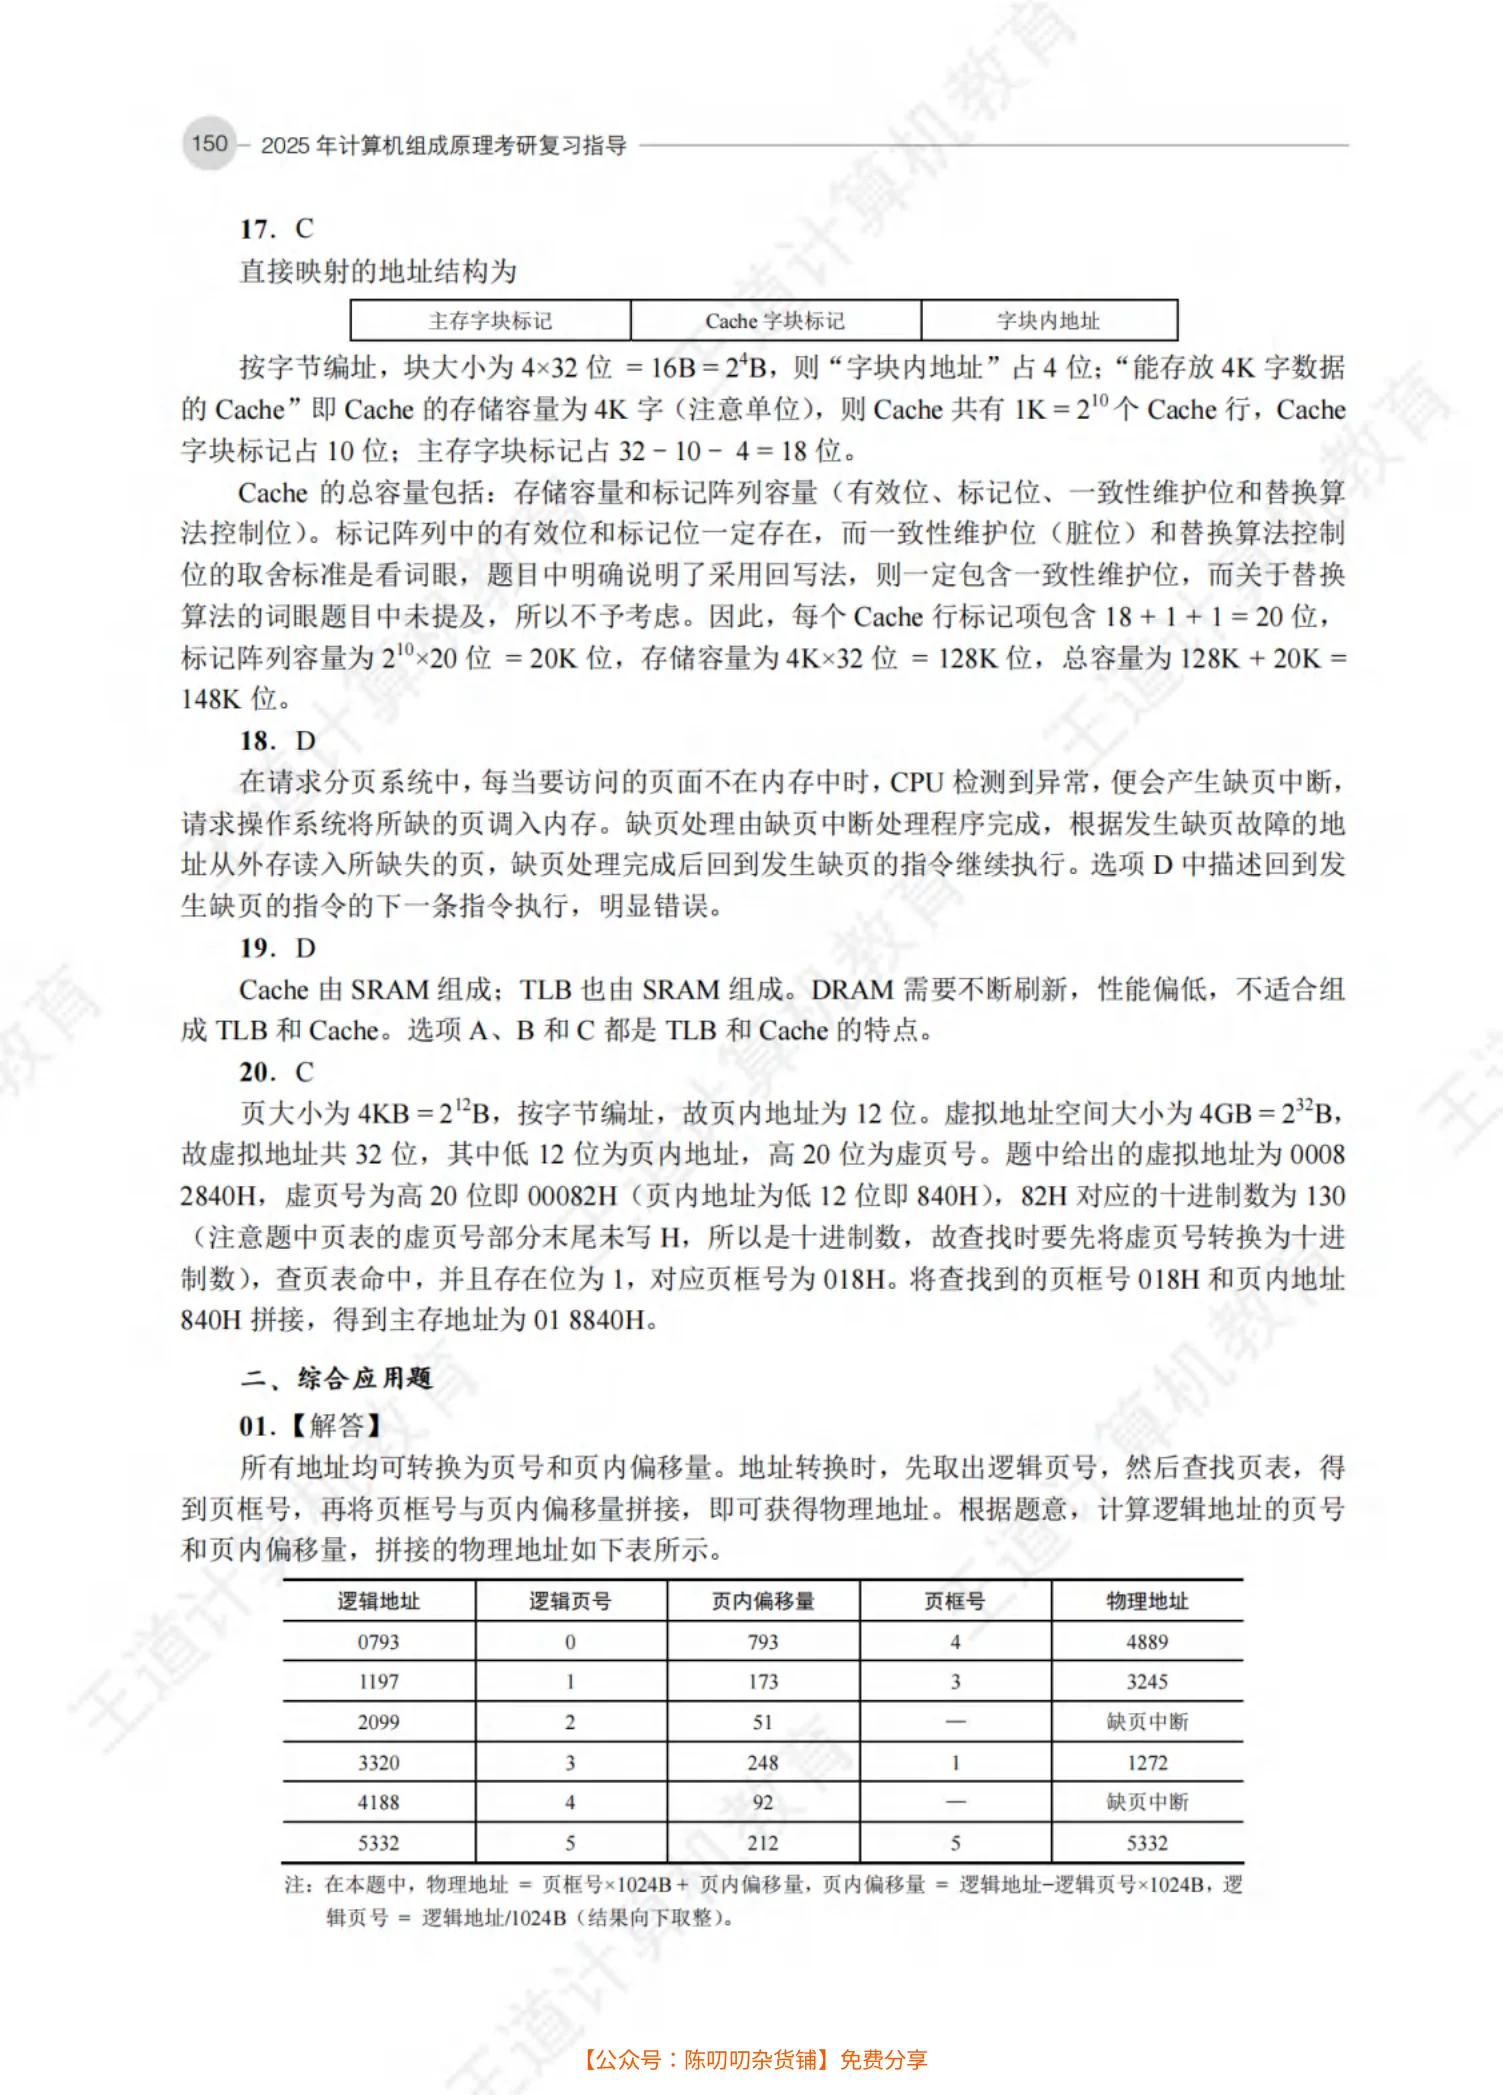 150 2025 年计算机组成原理考研复习指导
17. C
直接映射的地址结构为
主存字块标记 Cache 字块标记 字块内地址
按字节编址，块大小为 4×32 位 = 16B = 2⁴B，则“字块内地址”占 4 位；“能存放 4K 字数据
的 Cache”即 Cache 的存储容量为 4K 字（注意单位），则 Cache 共有 1K = 2¹⁰ 个 Cache 行，Cache
字块标记占 10 位；主存字块标记占 32 − 10 − 4 = 18 位。
Cache 的总容量包括：存储容量和标记阵列容量（有效位、标记位、一致性维护位和替换算
法控制位）。标记阵列中的有效位和标记位一定存在，而一致性维护位（脏位）和替换算法控制
位的取舍标准是看词眼，题目中明确说明了采用回写法，则一定包含一致性维护位，而关于替换
算法的词眼题目中未提及，所以不予考虑。因此，每个 Cache 行标记项包含 18 + 1 + 1 = 20 位，
标记阵列容量为 2¹⁰×20 位 = 20K 位，存储容量为 4K×32 位 = 128K 位，总容量为 128K + 20K =
148K 位。
18. D
在请求分页系统中，每当要访问的页面不在内存中时，CPU 检测到异常，便会产生缺页中断，
请求操作系统将所缺的页调入内存。缺页处理由缺页中断处理程序完成，根据发生缺页故障的地
址从外存读入所缺失的页，缺页处理完成后回到发生缺页的指令继续执行。选项 D 中描述回到发
生缺页的指令的下一条指令执行，明显错误。
19. D
Cache 由 SRAM 组成；TLB 也由 SRAM 组成。DRAM 需要不断刷新，性能偏低，不适合组
成 TLB 和 Cache。选项 A、B 和 C 都是 TLB 和 Cache 的特点。
20. C
页大小为 4KB = 2¹²B，按字节编址，故页内地址为 12 位。虚拟地址空间大小为 4GB = 2³²B，
故虚拟地址共 32 位，其中低 12 位为页内地址，高 20 位为虚页号。题中给出的虚拟地址为 0008
2840H，虚页号为高 20 位即 00082H（页内地址为低 12 位即 840H），82H 对应的十进制数为 130
（注意题中页表的虚页号部分末尾未写 H，所以是十进制数，故查找时要先将虚页号转换为十进
制数），查页表命中，并且存在位为 1，对应页框号为 018H。将查找到的页框号 018H 和页内地址
840H 拼接，得到主存地址为 01 8840H。
二、综合应用题
01.【解答】
所有地址均可转换为页号和页内偏移量。地址转换时，先取出逻辑页号，然后查找页表，得
到页框号，再将页框号与页内偏移量拼接，即可获得物理地址。根据题意，计算逻辑地址的页号
和页内偏移量，拼接的物理地址如下表所示。
逻辑地址 逻辑页号 页内偏移量 页框号 物理地址
0793 0 793 4 4889
1197 1 173 3 3245
2099 2 51 — 缺页中断
3320 3 248 1 1272
4188 4 92 — 缺页中断
5332 5 212 5 5332
注：在本题中，物理地址 = 页框号×1024B + 页内偏移量，页内偏移量 = 逻辑地址−逻辑页号×1024B，逻
辑页号 = 逻辑地址/1024B（结果向下取整）。
【公众号：陈叨叨杂货铺】免费分享
王道计算机教育